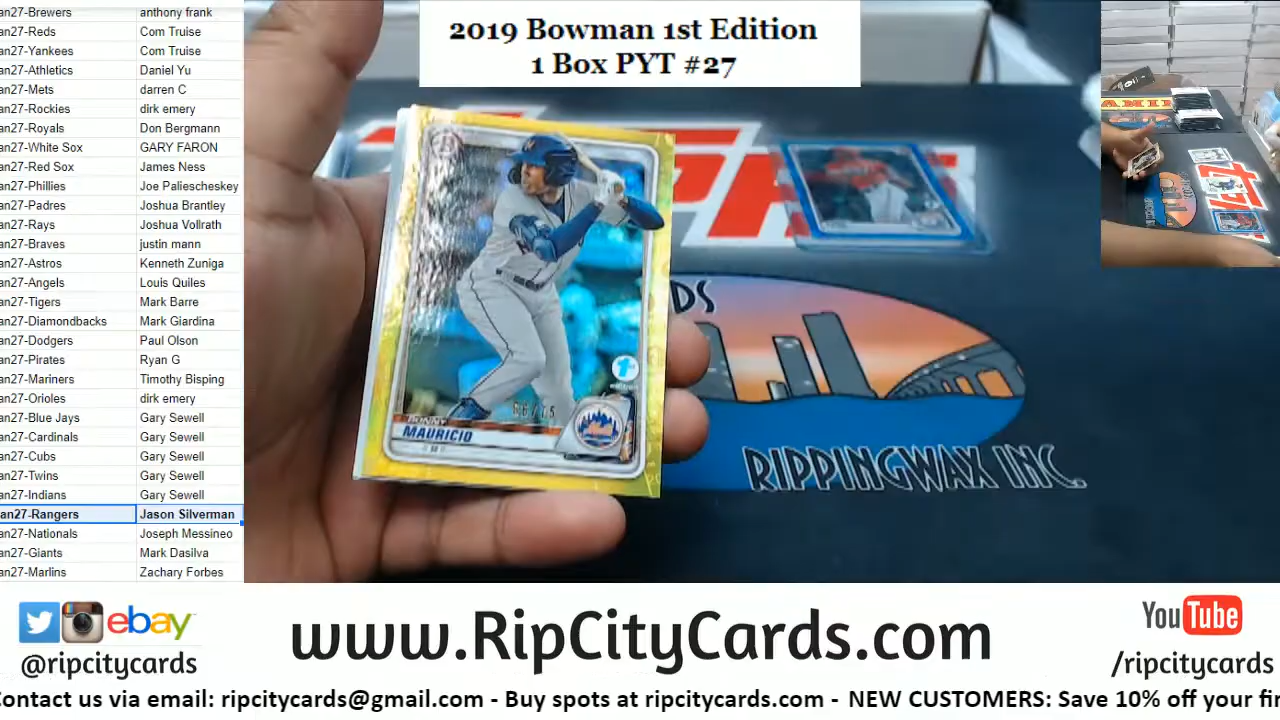 an27-Brewers anthony frank
an27-Reds Com Truise
an27-Yankees Com Truise
an27-Athletics Daniel Yu
an27-Mets darren C
an27-Rockies dirk emery
an27-Royals Don Bergmann
an27-White Sox GARY FARON
an27-Red Sox James Ness
an27-Phillies Joe Paliescheskey
an27-Padres Joshua Brantley
an27-Rays Joshua Vollrath
an27-Braves justin mann
an27-Astros Kenneth Zuniga
an27-Angels Louis Quiles
an27-Tigers Mark Barre
an27-Diamondbacks Mark Giardina
an27-Dodgers Paul Olson
an27-Pirates Ryan G
an27-Mariners Timothy Bisping
an27-Orioles dirk emery
an27-Blue Jays Gary Sewell
an27-Cardinals Gary Sewell
an27-Cubs Gary Sewell
an27-Twins Gary Sewell
an27-Indians Gary Sewell
an27-Rangers Jason Silverman
an27-Nationals Joseph Messineo
an27-Giants Mark Dasilva
an27-Marlins Zachary Forbes
2019 Bowman 1st Edition
1 Box PYT #27
1st
RONNY
MAURICIO
Mets
DS
RIPPINGWAX INC.
ebay
@ripcitycards
www.RipCityCards.com
YouTube
/ripcitycards
Contact us via email: ripcitycards@gmail.com - Buy spots at ripcitycards.com - NEW CUSTOMERS: Save 10% off your fir